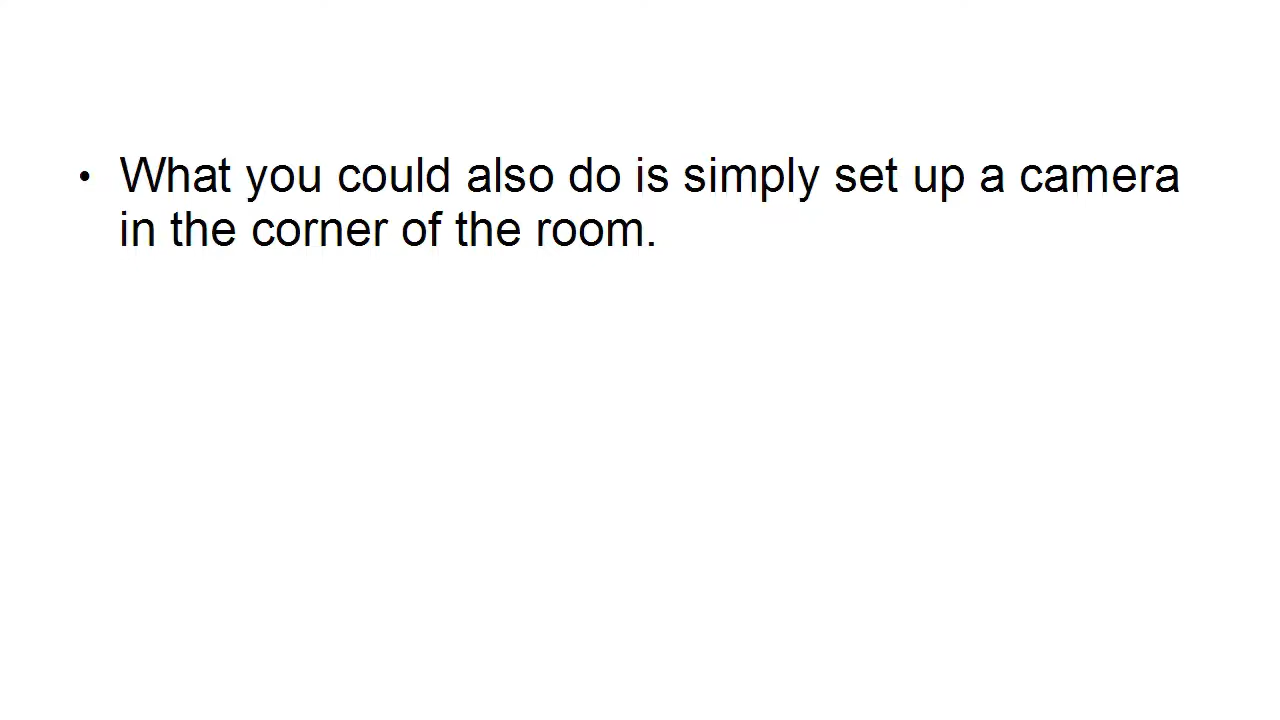 • What you could also do is simply set up a camera
in the corner of the room.